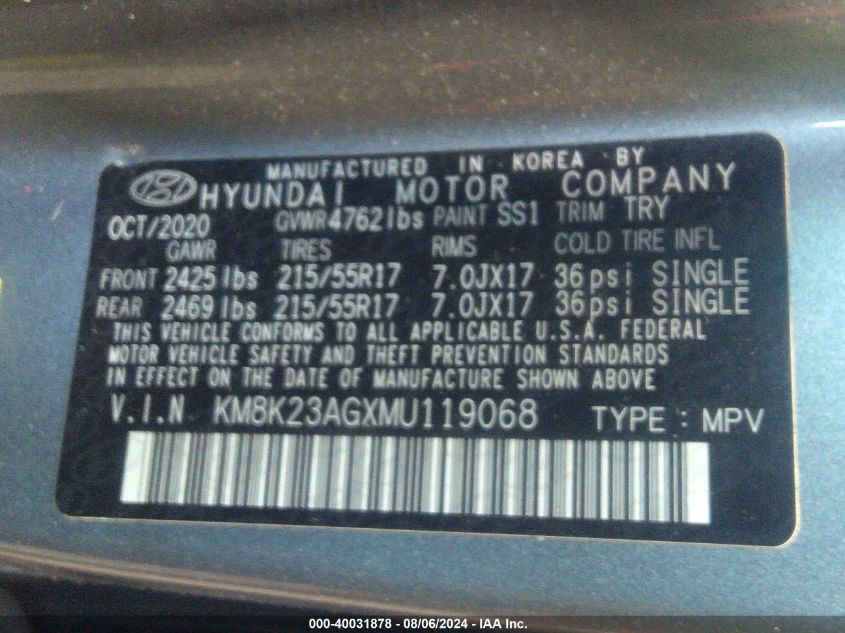 MANUFACTURED IN KOREA BY
HYUNDAI MOTOR COMPANY
OCT/2020 GVWR 4762lbs PAINT SS1 TRIM TRY
GAWR TIRES RIMS COLD TIRE INFL
FRONT 2425lbs 215/55R17 7.0JX17 36psi SINGLE
REAR 2469lbs 215/55R17 7.0JX17 36psi SINGLE
THIS VEHICLE CONFORMS TO ALL APPLICABLE U.S.A. FEDERAL
MOTOR VEHICLE SAFETY AND THEFT PREVENTION STANDARDS
IN EFFECT ON THE DATE OF MANUFACTURE SHOWN ABOVE
V.I.N KM8K23AGXMU119068 TYPE : MPV
000-40031878 - 08/06/2024 - IAA Inc.